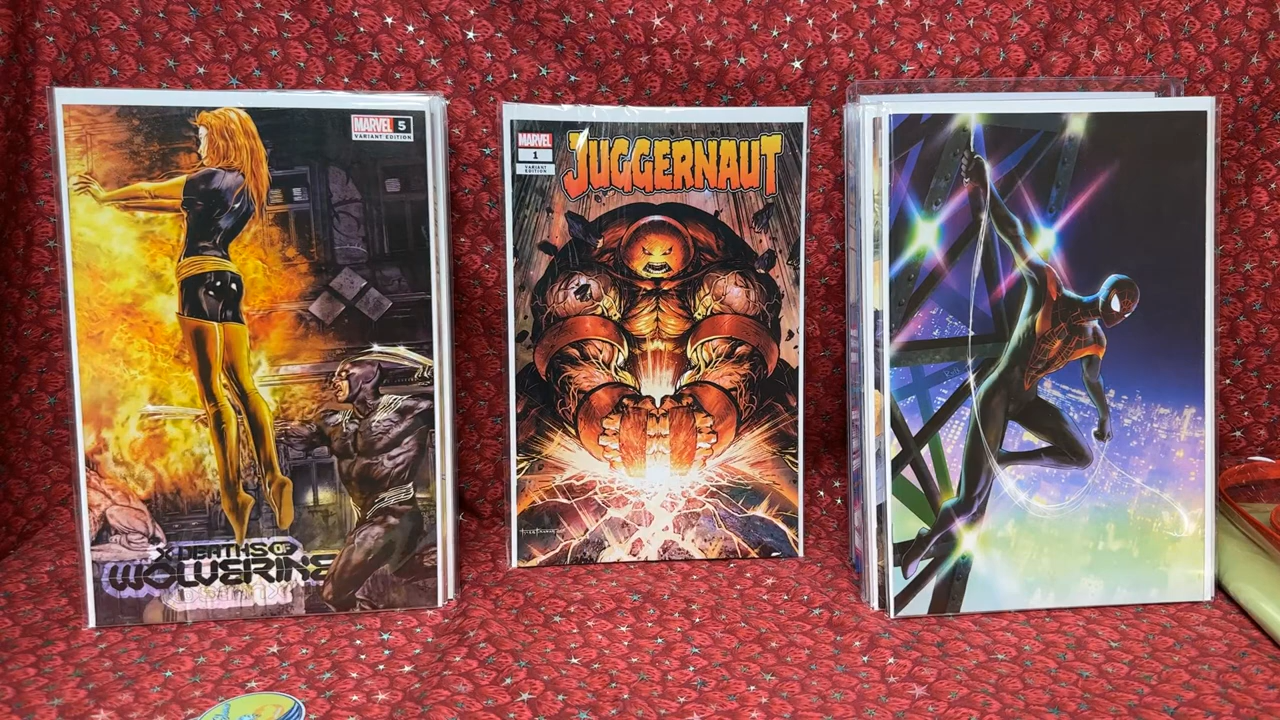 MARVEL 5
VARIANT EDITION
X DEATHS OF
WOLVERINE
MARVEL
1
VARIANT
EDITION
JUGGERNAUT